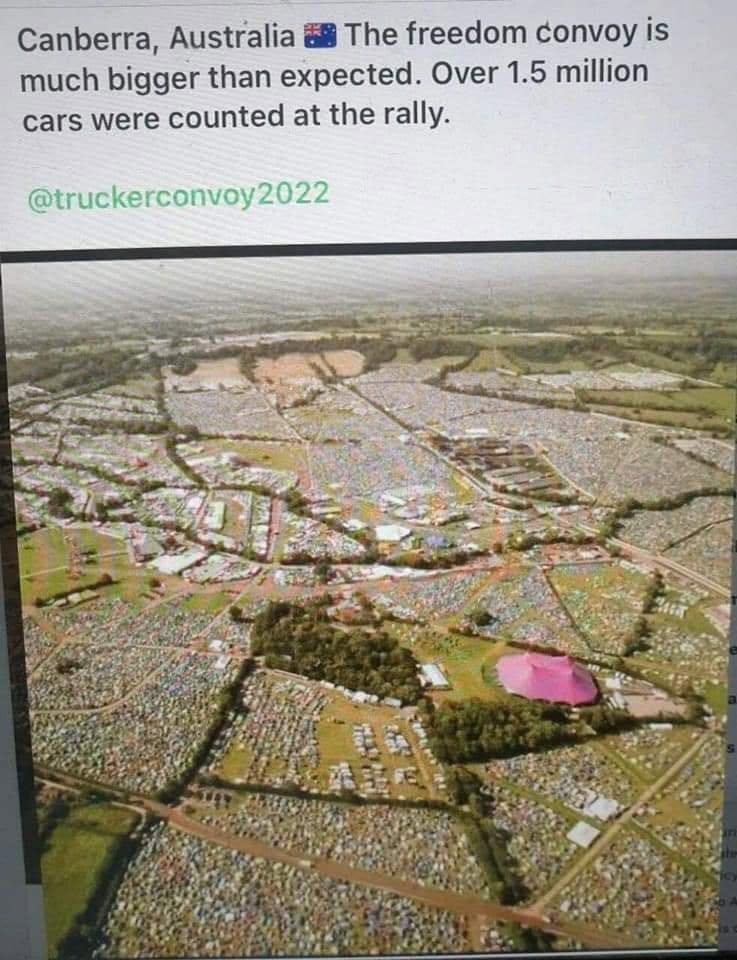 Canberra, Australia 🇦🇺 The freedom convoy is
much bigger than expected. Over 1.5 million
cars were counted at the rally.
@truckerconvoy2022